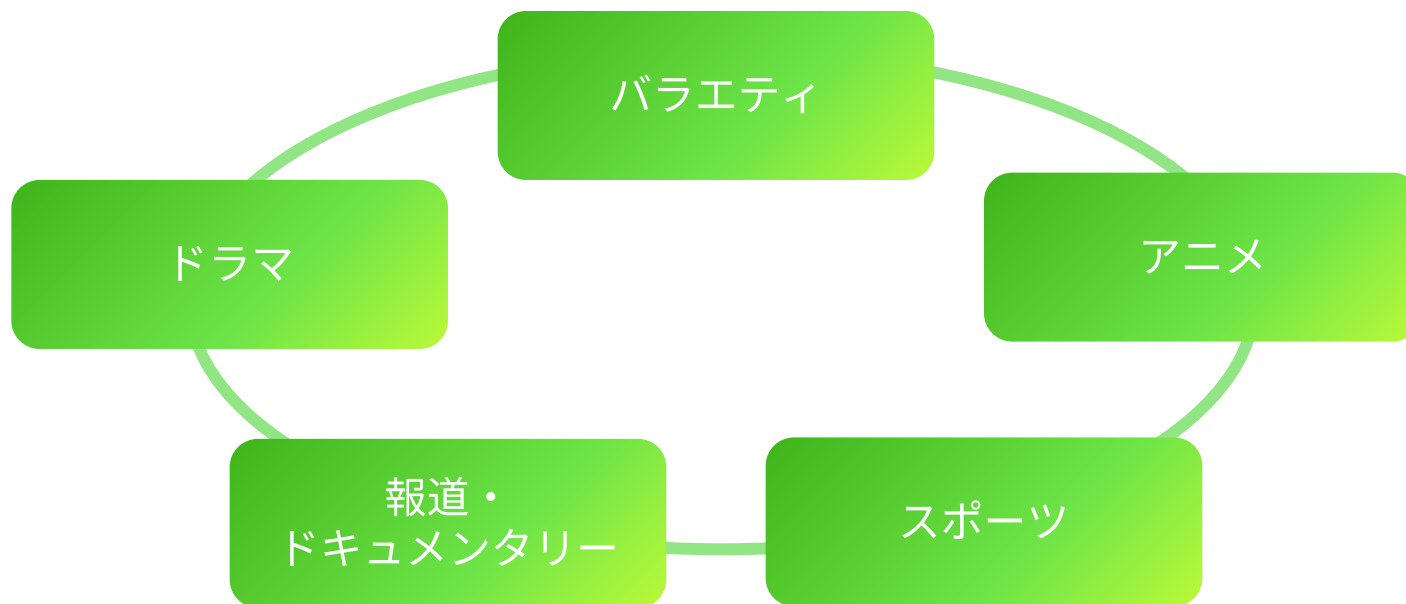 バラエティ
ドラマ
アニメ
報道・
ドキュメンタリー
スポーツ